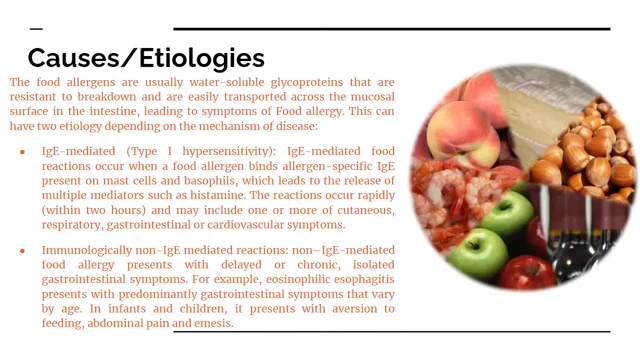 Causes/Etiologies
The food allergens are usually water-soluble glycoproteins that are
resistant to breakdown and are easily transported across the mucosal
surface in the intestine, leading to symptoms of Food allergy. This can
have two etiology depending on the mechanism of disease:
● IgE-mediated (Type I hypersensitivity): IgE-mediated food
reactions occur when a food allergen binds allergen-specific IgE
present on mast cells and basophils, which leads to the release of
multiple mediators such as histamine. The reactions occur rapidly
(within two hours) and may include one or more of cutaneous,
respiratory, gastrointestinal or cardiovascular symptoms.
● Immunologically non-IgE mediated reactions: non–IgE-mediated
food allergy presents with delayed or chronic, isolated
gastrointestinal symptoms. For example, eosinophilic esophagitis
presents with predominantly gastrointestinal symptoms that vary
by age. In infants and children, it presents with aversion to
feeding, abdominal pain and emesis.